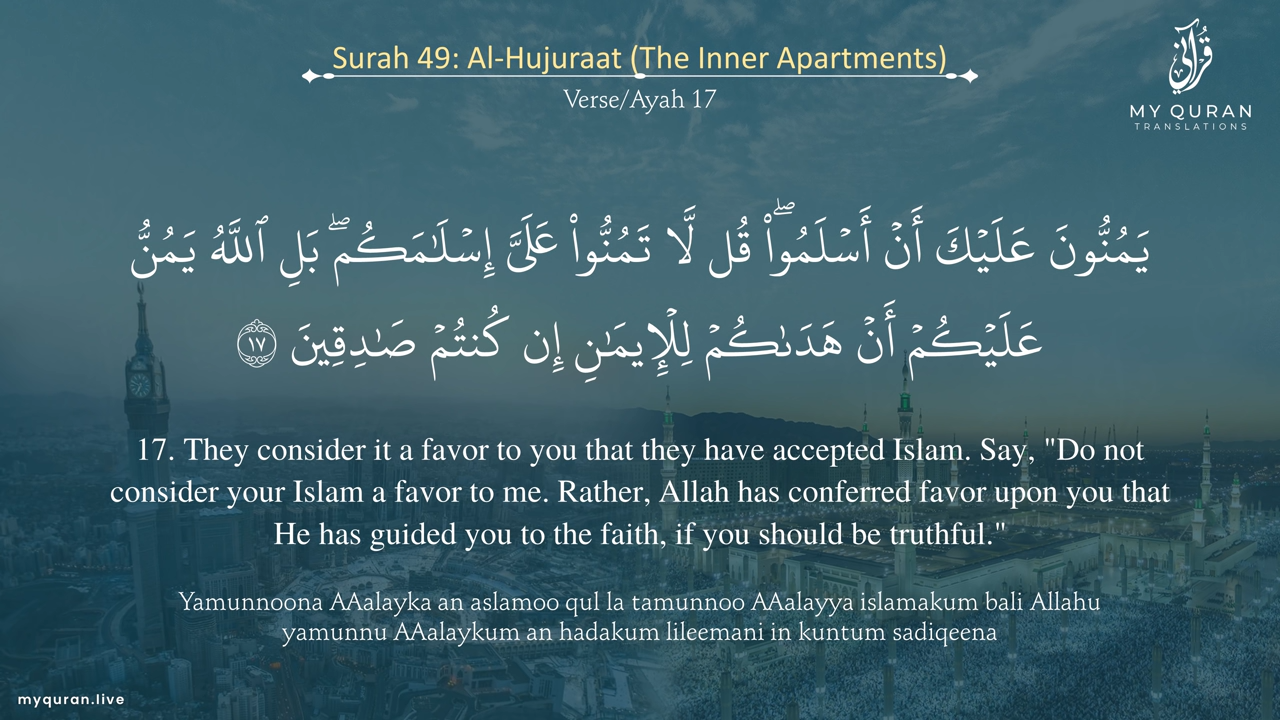 Surah 49: Al-Hujuraat (The Inner Apartments)
Verse/Ayah 17
قرآني
MY QURAN
TRANSLATIONS
يَمُنُّونَ عَلَيْكَ أَنْ أَسْلَمُوا۟ ۖ قُل لَّا تَمُنُّوا۟ عَلَىَّ إِسْلَـٰمَكُم ۖ بَلِ ٱللَّهُ يَمُنُّ
عَلَيْكُمْ أَنْ هَدَىٰكُمْ لِلْإِيمَـٰنِ إِن كُنتُمْ صَـٰدِقِينَ ١٧
17. They consider it a favor to you that they have accepted Islam. Say, "Do not
consider your Islam a favor to me. Rather, Allah has conferred favor upon you that
He has guided you to the faith, if you should be truthful."
Yamunnoona AAalayka an aslamoo qul la tamunnoo AAalayya islamakum bali Allahu
yamunnu AAalaykum an hadakum lileemani in kuntum sadiqeena
myquran.live